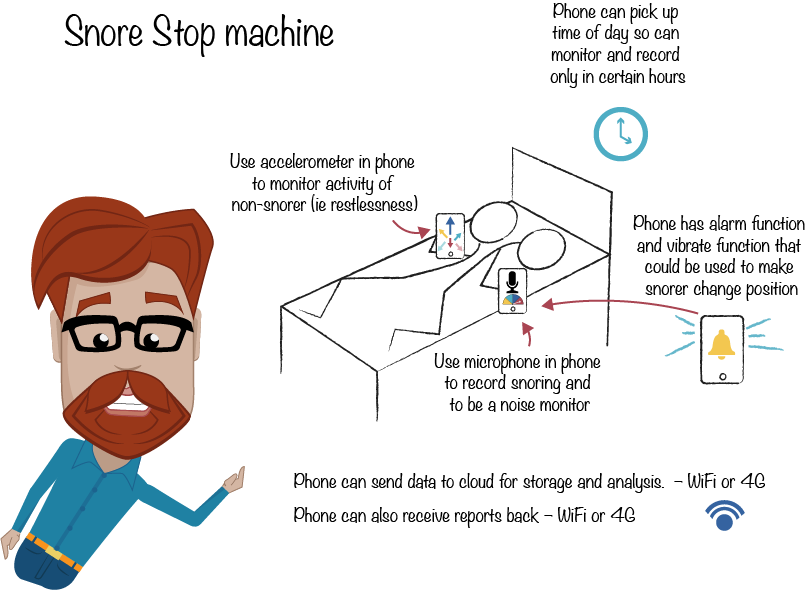 Snore Stop machine
Phone can pick up
time of day so can
monitor and record
only in certain hours
Use accelerometer in phone
to monitor activity of
non-snorer (ie restlessness)
Phone has alarm function
and vibrate function that
could be used to make
snorer change position
Use microphone in phone
to record snoring and
to be a noise monitor
Phone can send data to cloud for storage and analysis. – WiFi or 4G
Phone can also receive reports back – WiFi or 4G